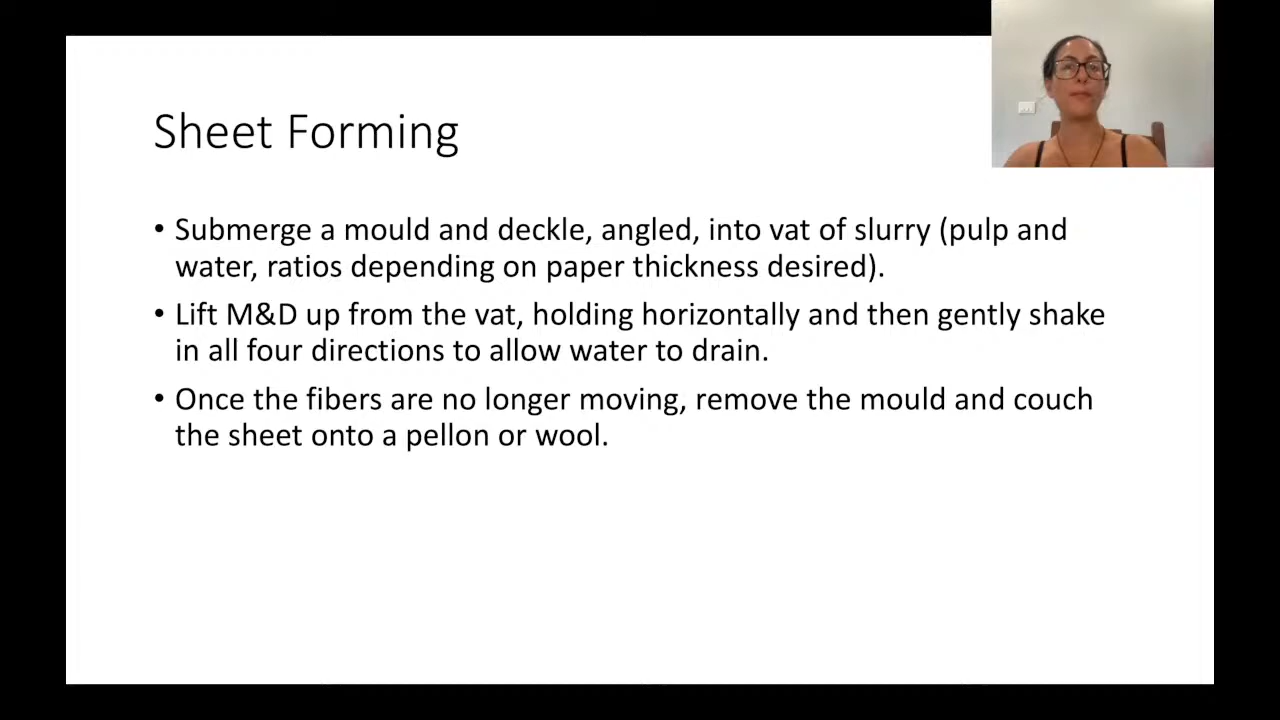 Sheet Forming
• Submerge a mould and deckle, angled, into vat of slurry (pulp and
water, ratios depending on paper thickness desired).
• Lift M&D up from the vat, holding horizontally and then gently shake
in all four directions to allow water to drain.
• Once the fibers are no longer moving, remove the mould and couch
the sheet onto a pellon or wool.